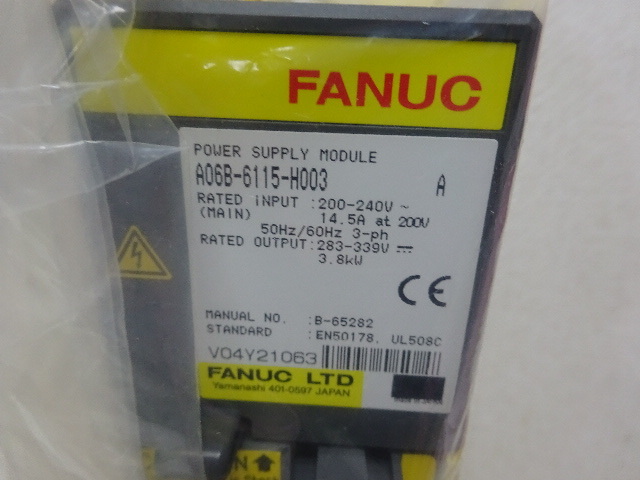 FANUC
POWER SUPPLY MODULE
A06B-6115-H003 A
RATED INPUT :200-240V ~
(MAIN) 14.5A at 200V
50Hz/60Hz 3-ph
RATED OUTPUT:283-339V ⎓
3.8kW
CE
MANUAL NO. :B-65282
STANDARD :EN50178, UL508C
V04Y21063
FANUC LTD
Yamanashi 401-0597 JAPAN